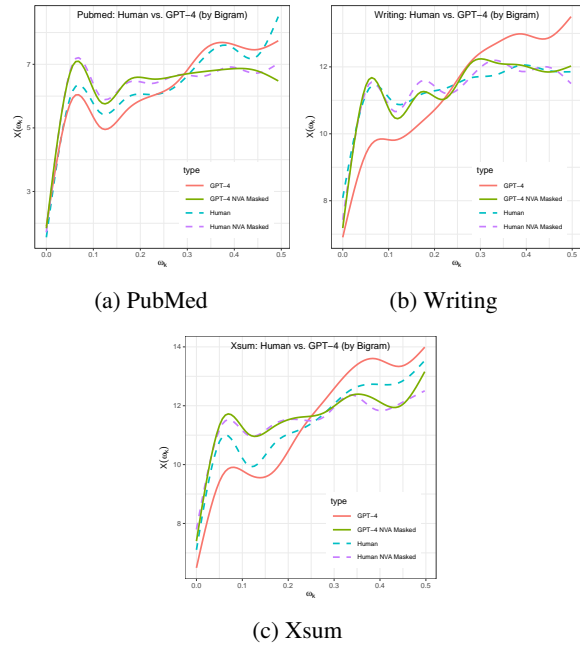 Pubmed: Human vs. GPT-4 (by Bigram)
7
5
3
X(ωk)
type
GPT-4
GPT-4 NVA Masked
Human
Human NVA Masked
0.0 0.1 0.2 0.3 0.4 0.5
ωk
(a) PubMed
Writing: Human vs. GPT-4 (by Bigram)
12
10
8
X(ωk)
type
GPT-4
GPT-4 NVA Masked
Human
Human NVA Masked
0.0 0.1 0.2 0.3 0.4 0.5
ωk
(b) Writing
Xsum: Human vs. GPT-4 (by Bigram)
14
12
10
8
X(ωk)
type
GPT-4
GPT-4 NVA Masked
Human
Human NVA Masked
0.0 0.1 0.2 0.3 0.4 0.5
ωk
(c) Xsum